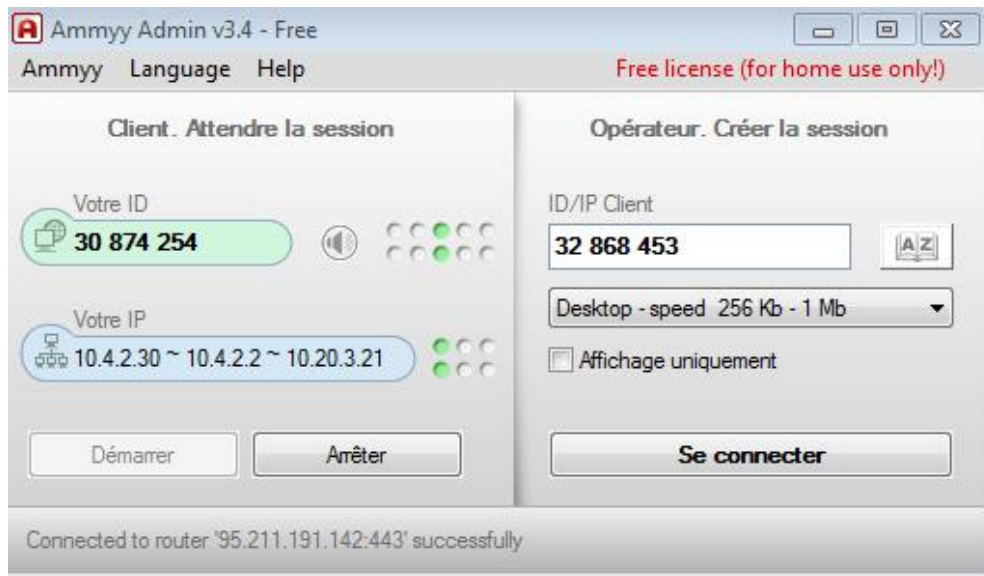 Ammyy Admin v3.4 - Free
Ammyy Language Help
Free license (for home use only!)
Client. Attendre la session
Votre ID
30 874 254
Votre IP
10.4.2.30 ~ 10.4.2.2 ~ 10.20.3.21
Démarrer
Arrêter
Opérateur. Créer la session
ID/IP Client
32 868 453
AZ
Desktop - speed 256 Kb - 1 Mb
Affichage uniquement
Se connecter
Connected to router '95.211.191.142:443' successfully